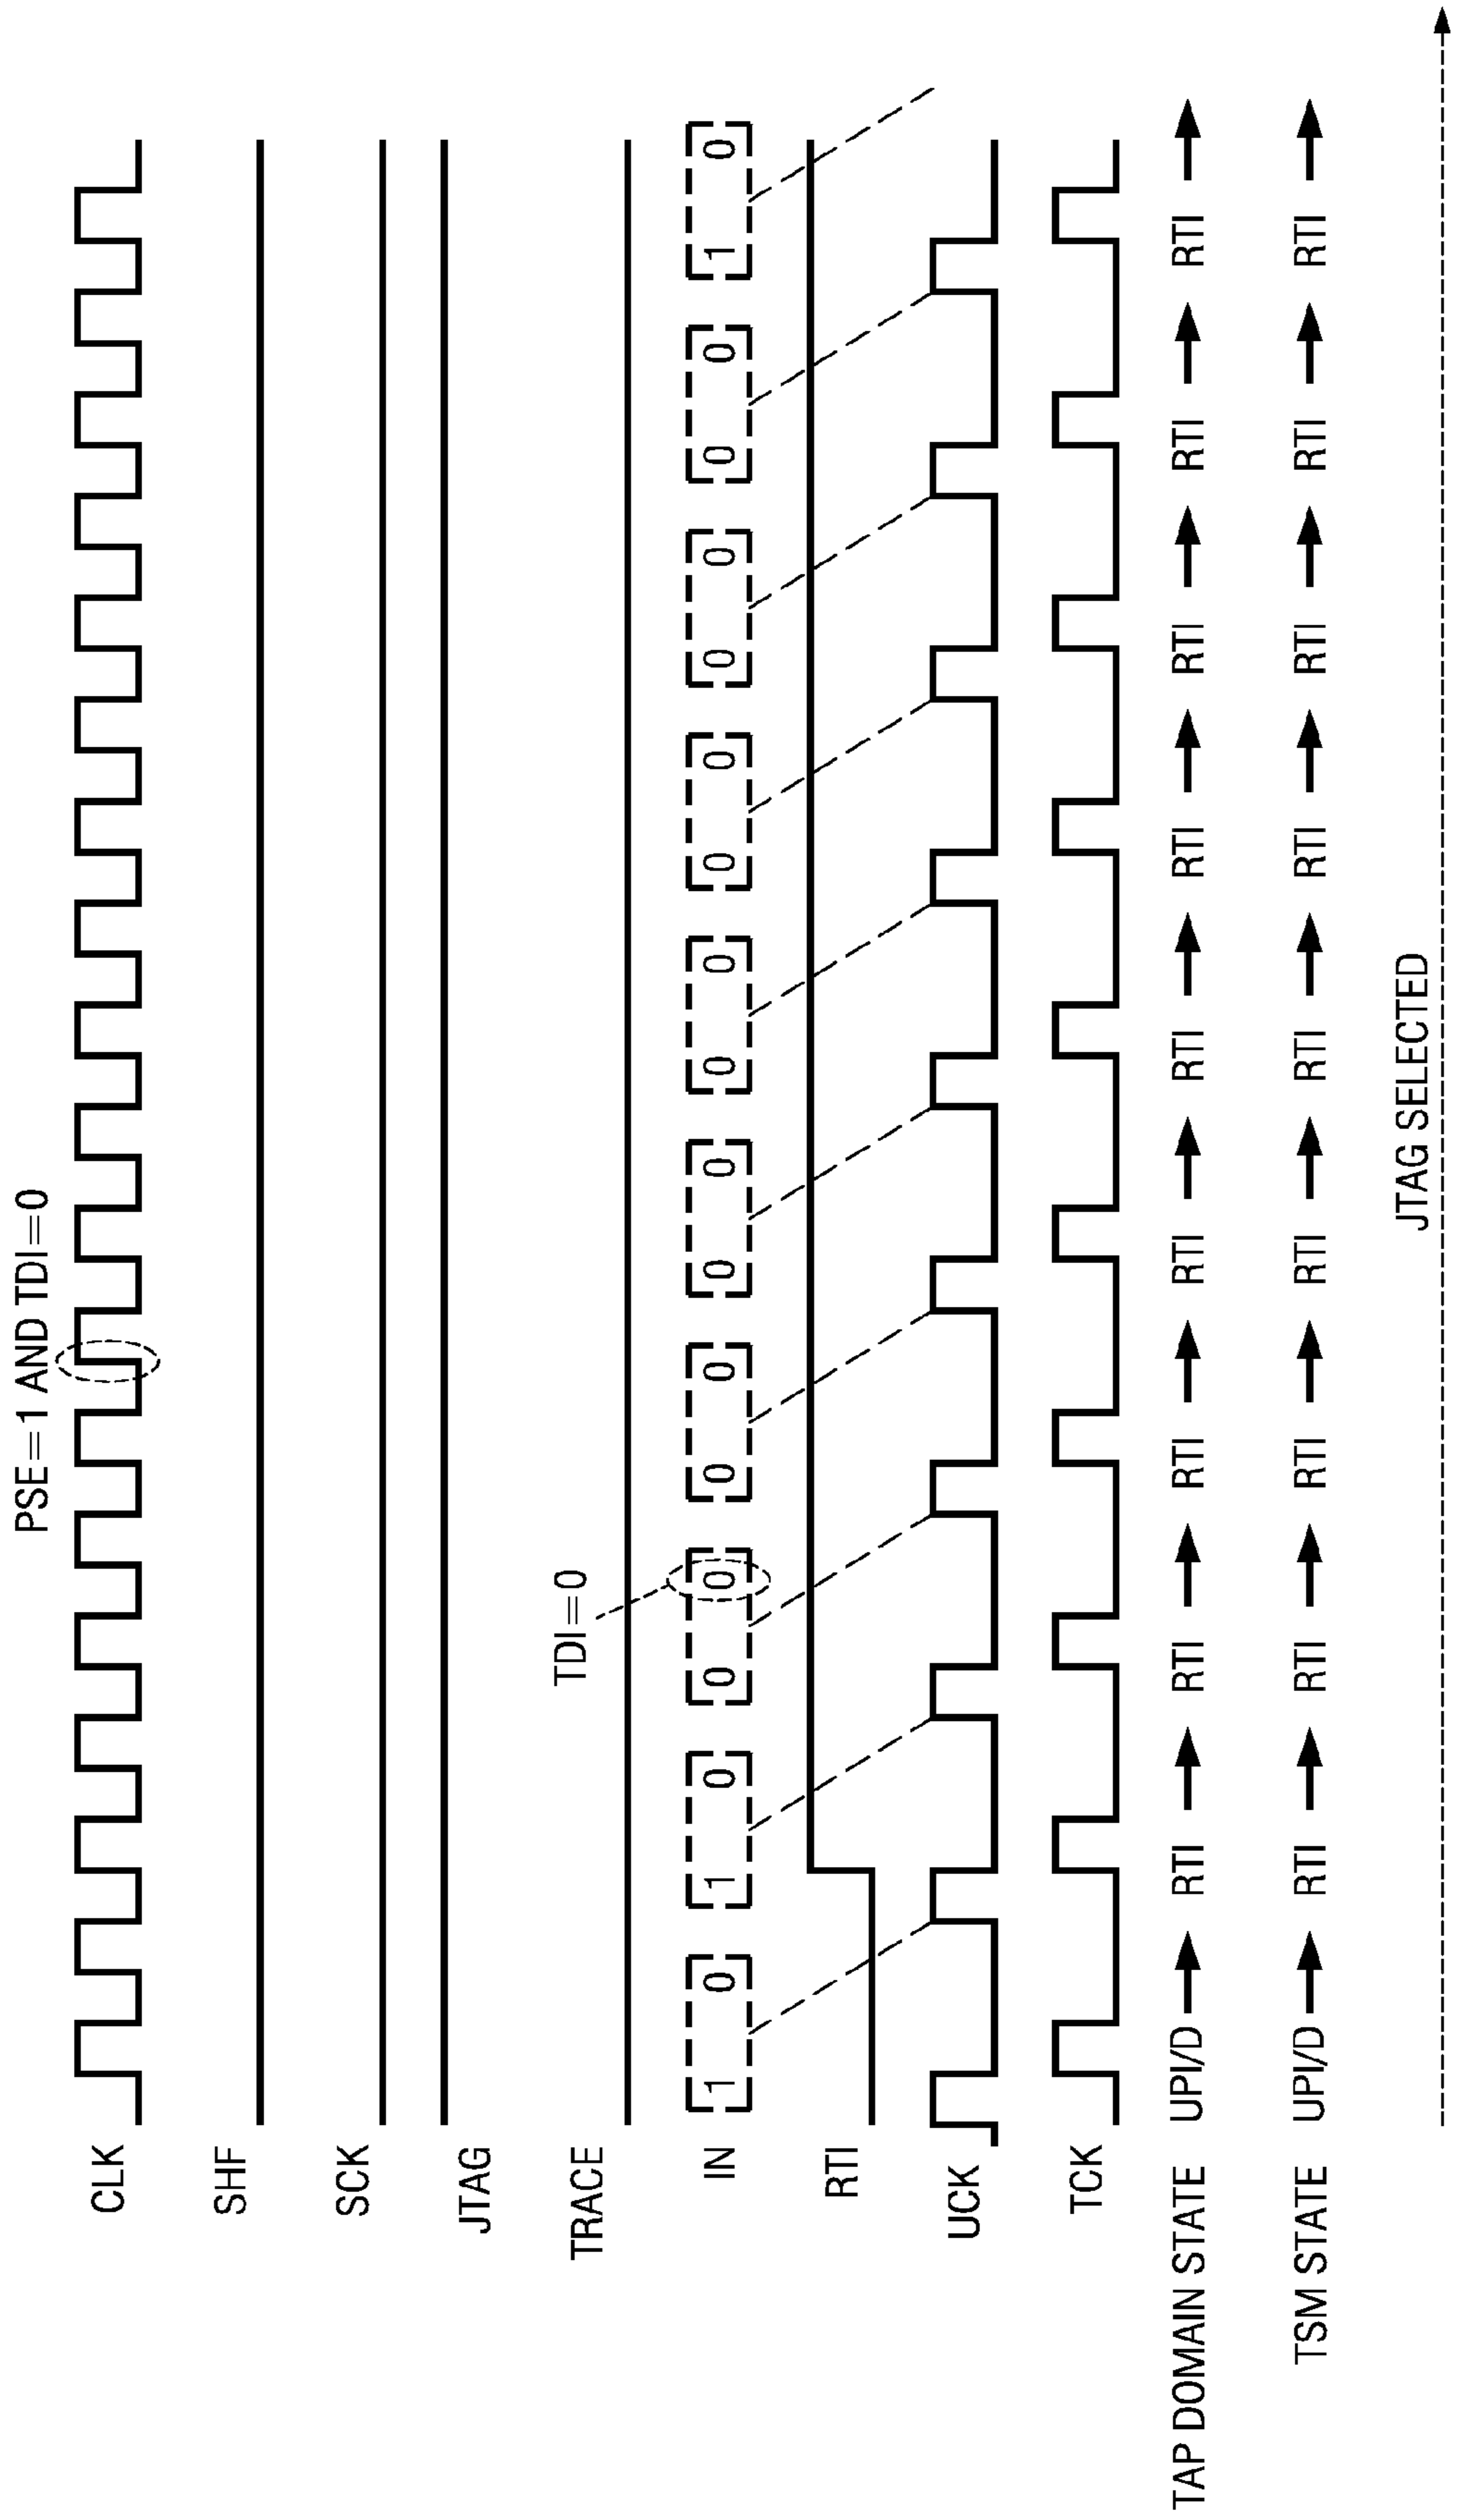 PSE=1 AND TDI=0
CLK
SHF
SCK
JTAG
TDI=0
TRACE
IN 1 0 1 0 0 0 0 0 0 0 0 0 0 0 0 0 0 0 1 0
RTI
UCK
TCK
TAP DOMAIN STATE UPI/D RTI RTI RTI RTI RTI RTI RTI RTI RTI
TSM STATE UPI/D RTI RTI RTI RTI RTI RTI RTI RTI RTI
JTAG SELECTED